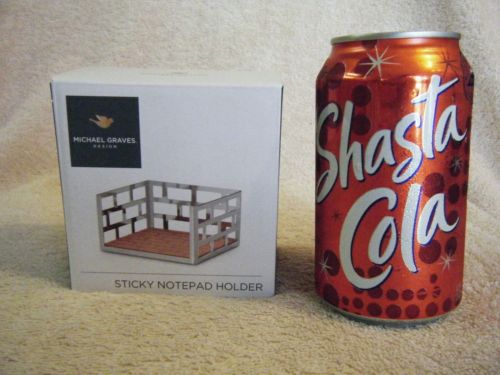 MICHAEL GRAVES
DESIGN
STICKY NOTEPAD HOLDER
Shasta
Cola